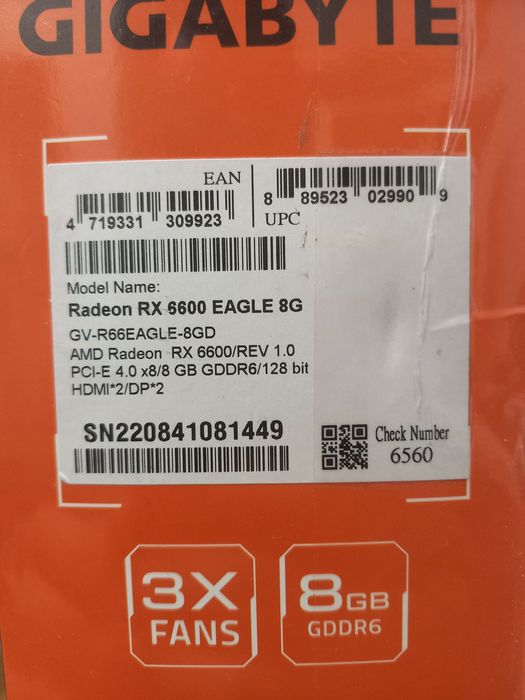 GIGABYTE
EAN
4 719331 309923
8 89523 02990 9
UPC
Model Name:
Radeon RX 6600 EAGLE 8G
GV-R66EAGLE-8GD
AMD Radeon RX 6600/REV 1.0
PCI-E 4.0 x8/8 GB GDDR6/128 bit
HDMI*2/DP*2
SN220841081449
Check Number
6560
3X
FANS
8GB
GDDR6